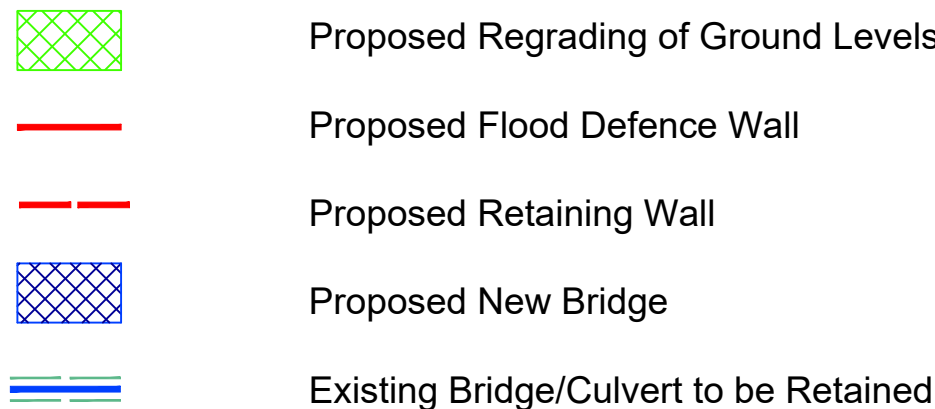 Proposed Regrading of Ground Levels
Proposed Flood Defence Wall
Proposed Retaining Wall
Proposed New Bridge
Existing Bridge/Culvert to be Retained